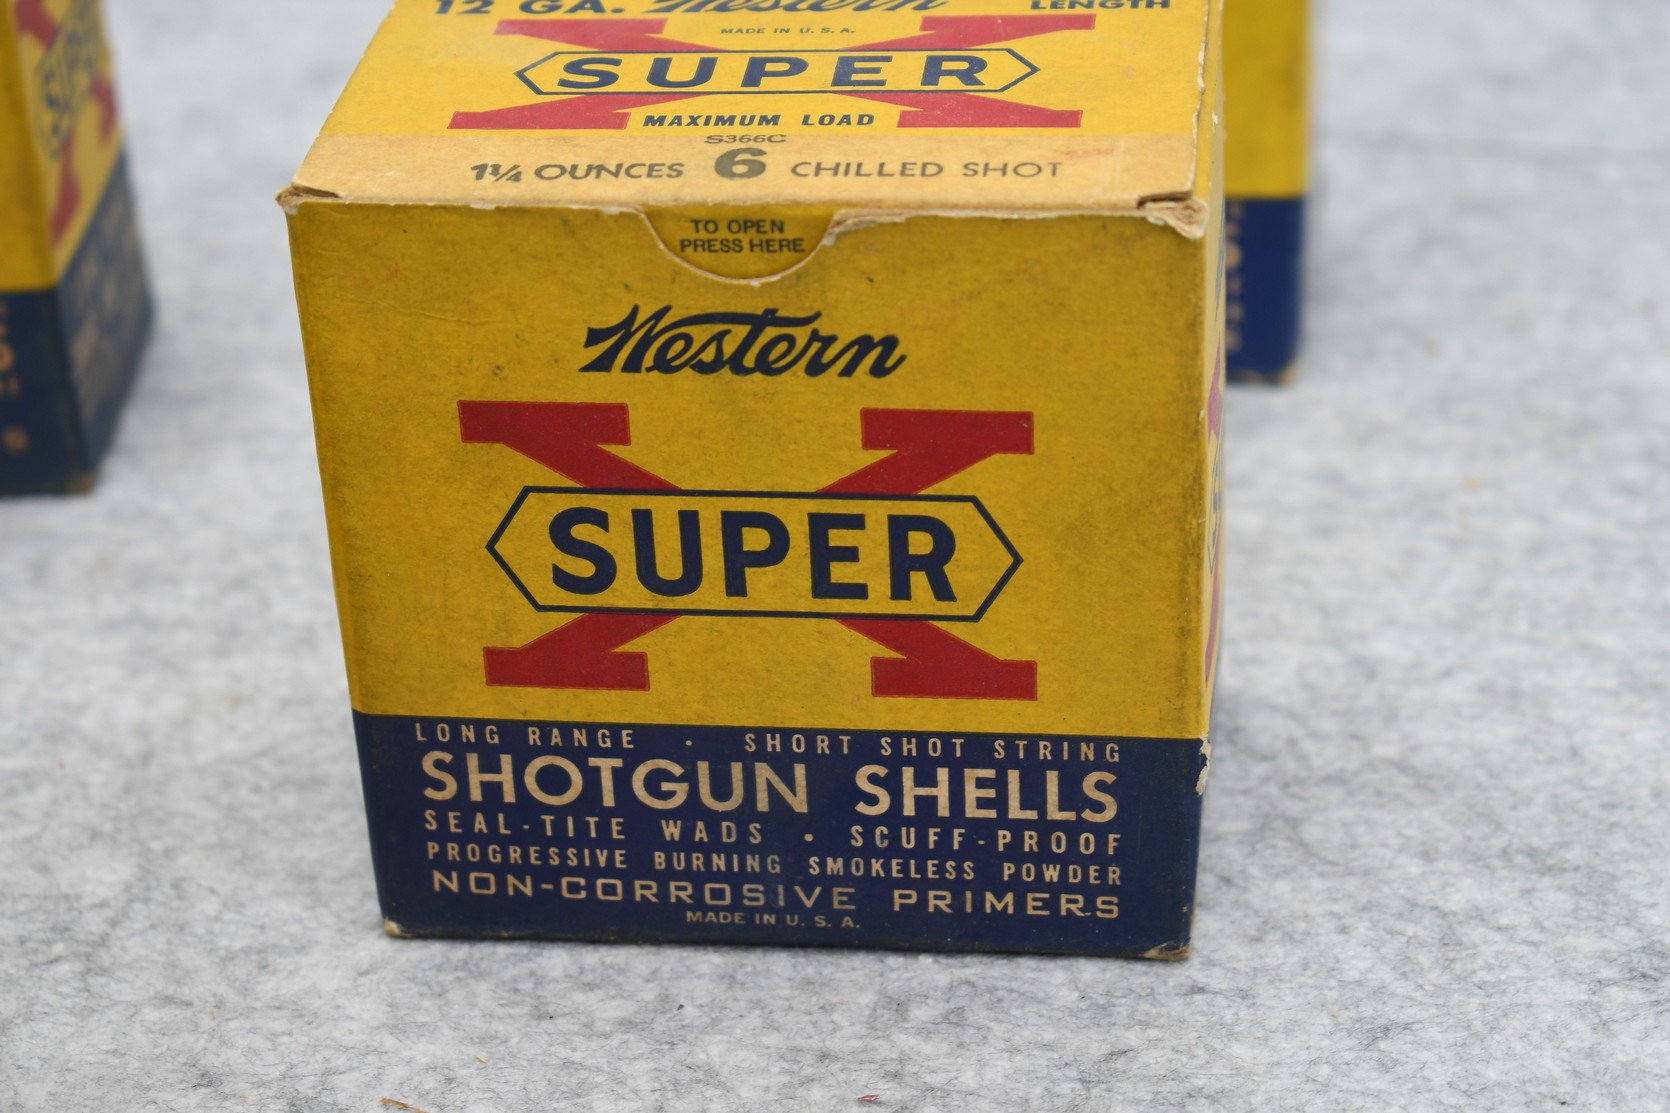 12 GA. Western LENGTH
MADE IN U. S. A.
X
SUPER
MAXIMUM LOAD
S366C
1¼ OUNCES 6 CHILLED SHOT
TO OPEN
PRESS HERE
Western
X
SUPER
LONG RANGE · SHORT SHOT STRING
SHOTGUN SHELLS
SEAL-TITE WADS · SCUFF-PROOF
PROGRESSIVE BURNING SMOKELESS POWDER
NON-CORROSIVE PRIMERS
MADE IN U. S. A.
SUPER